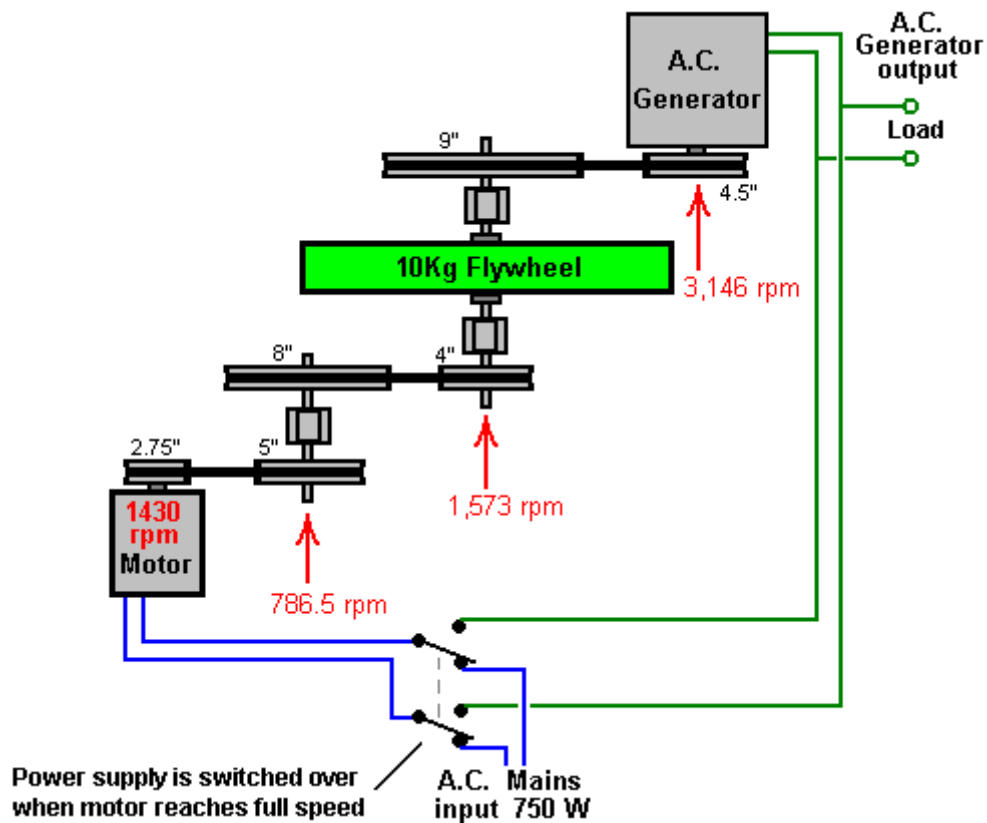 A.C.
Generator
output
A.C.
Generator
Load
9"
4.5"
10Kg Flywheel
3,146 rpm
8"
4"
2.75"
5"
1,573 rpm
1430
rpm
Motor
786.5 rpm
Power supply is switched over
when motor reaches full speed
A.C. Mains
input 750 W